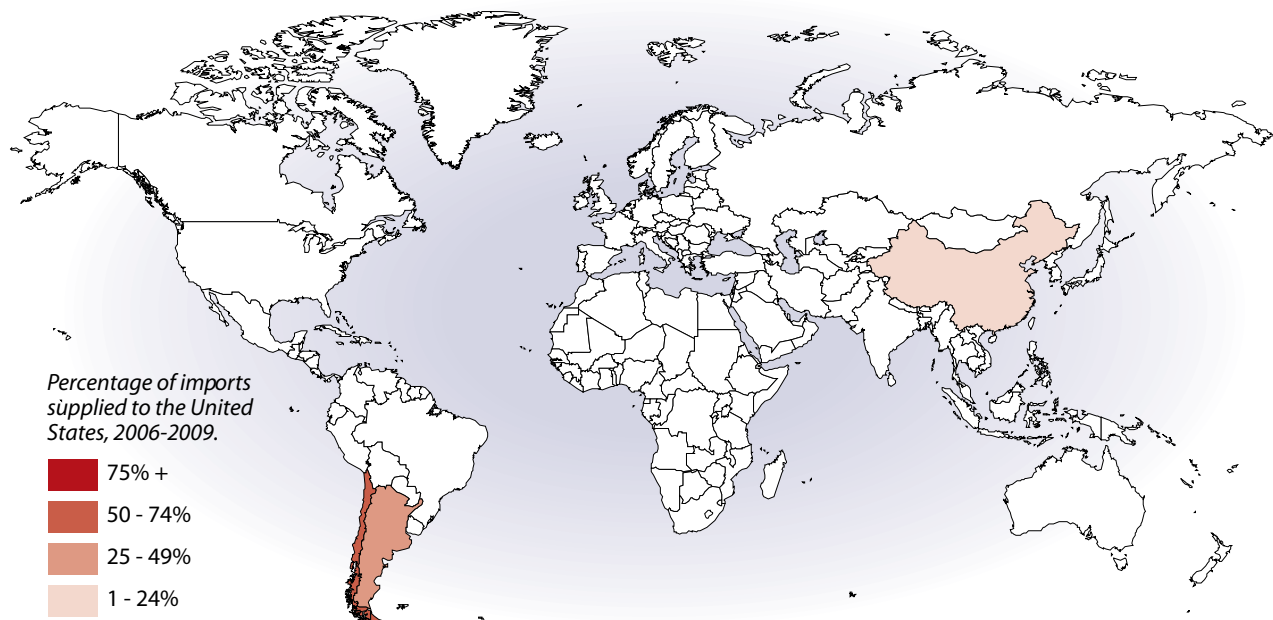 Percentage of imports
supplied to the United
States, 2006-2009.
75% +
50 - 74%
25 - 49%
1 - 24%